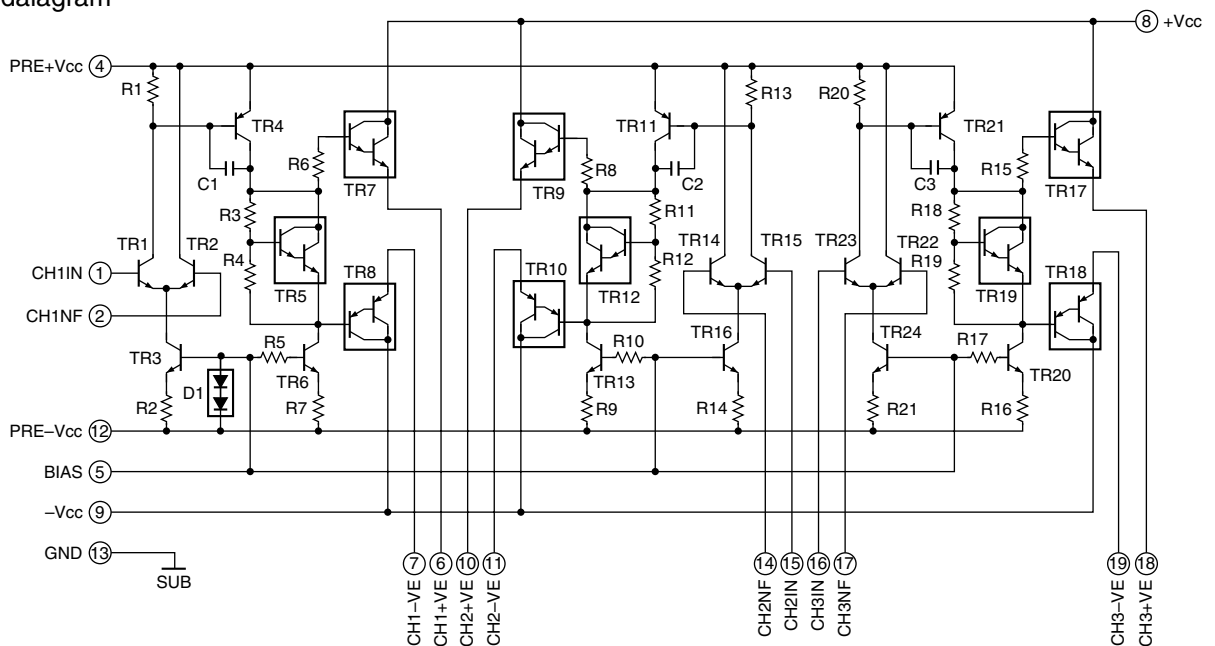 dalagram
8 +Vcc
PRE+Vcc 4
R1
TR4
C1
R6
TR7
TR9
R8
TR11
C2
R13
R20
TR21
C3
R15
TR17
R3
R11
R18
TR1
TR2
R4
TR5
TR8
TR10
TR12
R12
TR14
TR15
TR23
TR22
R19
TR19
TR18
CH1IN 1
CH1NF 2
TR3
R5
TR6
R10
TR13
TR16
TR24
R17
TR20
D1
R2
R7
R9
R14
R21
R16
PRE–Vcc 12
BIAS 5
–Vcc 9
GND 13
SUB
7 CH1–VE
6 CH1+VE
10 CH2+VE
11 CH2–VE
14 CH2NF
15 CH2IN
16 CH3IN
17 CH3NF
19 CH3–VE
18 CH3+VE